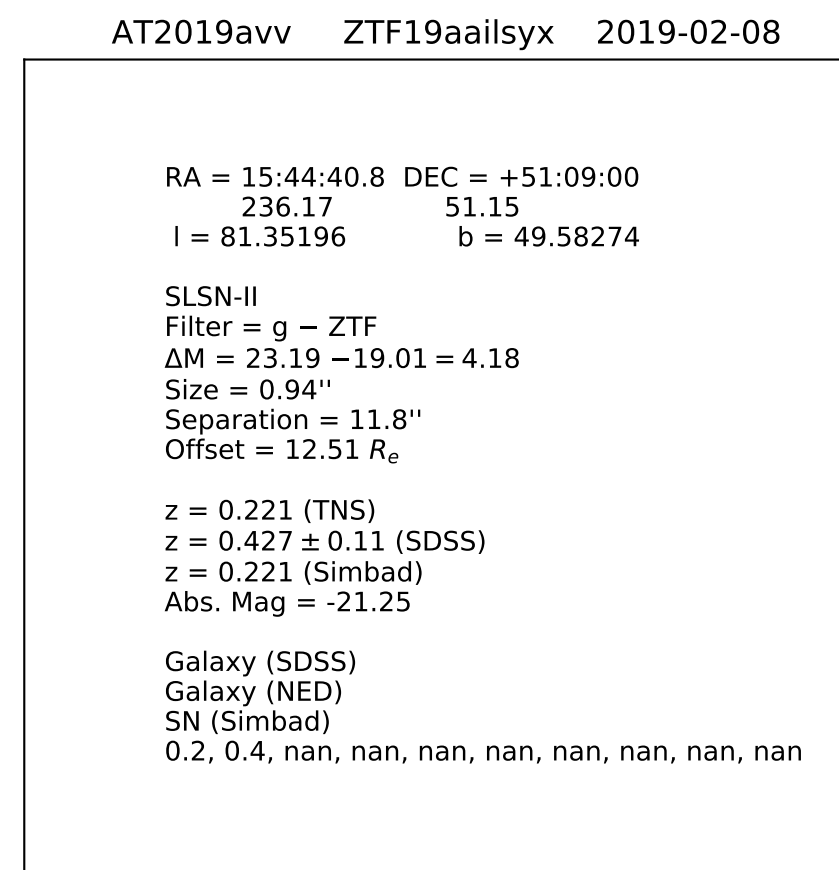 AT2019avv ZTF19aailsyx 2019-02-08
RA = 15:44:40.8 DEC = +51:09:00
236.17 51.15
l = 81.35196 b = 49.58274
SLSN-II
Filter = g − ZTF
ΔM = 23.19 −19.01 = 4.18
Size = 0.94''
Separation = 11.8''
Offset = 12.51 Rₑ
z = 0.221 (TNS)
z = 0.427 ± 0.11 (SDSS)
z = 0.221 (Simbad)
Abs. Mag = -21.25
Galaxy (SDSS)
Galaxy (NED)
SN (Simbad)
0.2, 0.4, nan, nan, nan, nan, nan, nan, nan, nan